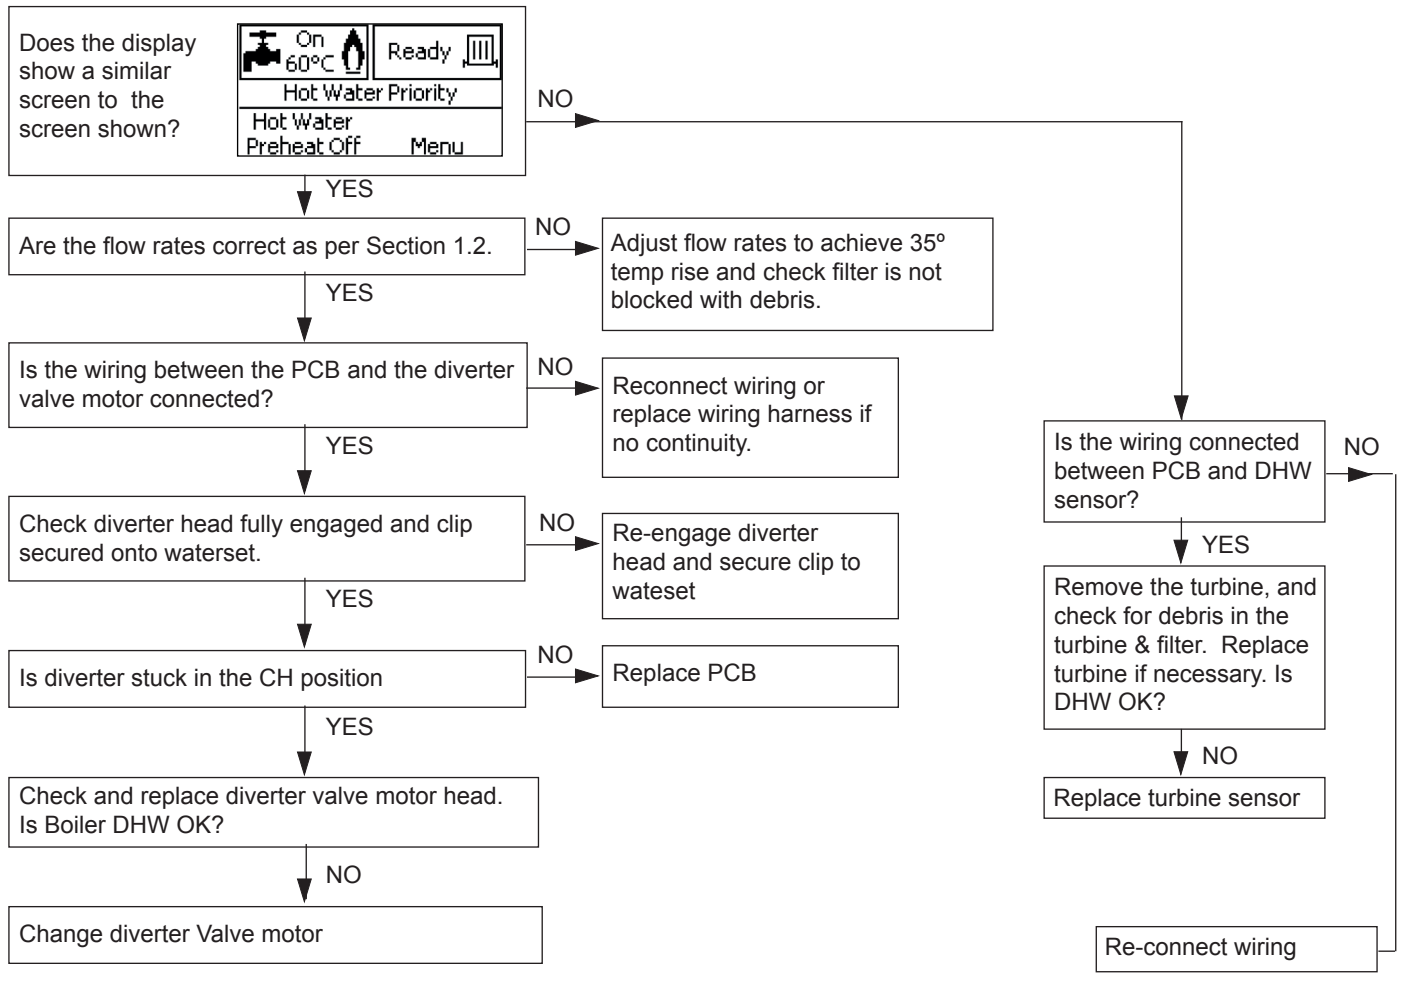 Does the display
show a similar
screen to the
screen shown?
On
60°C
Ready
Hot Water Priority
Hot Water
Preheat Off Menu
NO
YES
Are the flow rates correct as per Section 1.2.
NO
Adjust flow rates to achieve 35º
temp rise and check filter is not
blocked with debris.
YES
Is the wiring between the PCB and the diverter
valve motor connected?
NO
Reconnect wiring or
replace wiring harness if
no continuity.
YES
Check diverter head fully engaged and clip
secured onto waterset.
NO
Re-engage diverter
head and secure clip to
wateset
YES
Is diverter stuck in the CH position
NO
Replace PCB
YES
Check and replace diverter valve motor head.
Is Boiler DHW OK?
NO
Change diverter Valve motor
Is the wiring connected
between PCB and DHW
sensor?
NO
YES
Remove the turbine, and
check for debris in the
turbine & filter. Replace
turbine if necessary. Is
DHW OK?
NO
Replace turbine sensor
Re-connect wiring